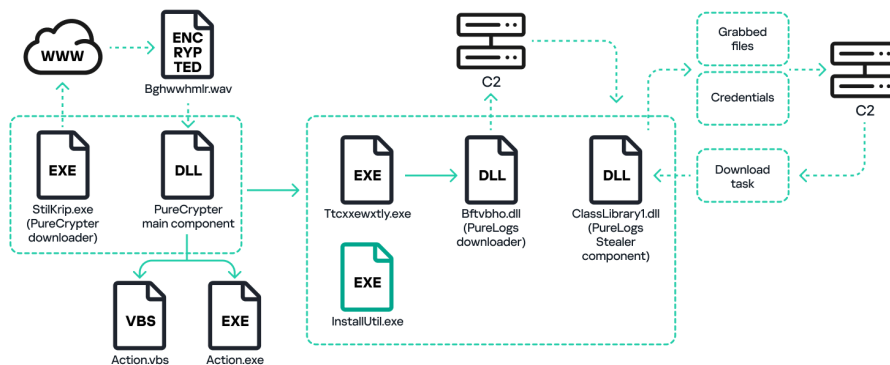 WWW
ENC
RYP
TED
Bghwwhmlr.wav
C2
Grabbed
files
Credentials
C2
EXE
StilKrip.exe
(PureCrypter
downloader)
DLL
PureCrypter
main component
EXE
Ttcxxewxtly.exe
DLL
Bftvbho.dll
(PureLogs
downloader)
DLL
ClassLibrary1.dll
(PureLogs
Stealer
component)
Download
task
EXE
InstallUtil.exe
VBS
Action.vbs
EXE
Action.exe